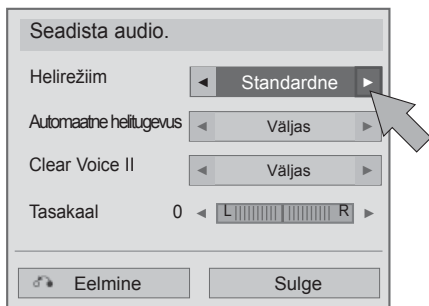 Seadista audio.
Helirežiim ◄ Standardne ►
Automaatne helitugevus ◄ Väljas ►
Clear Voice II ◄ Väljas ►
Tasakaal 0 ◄ L R ►
Eelmine Sulge